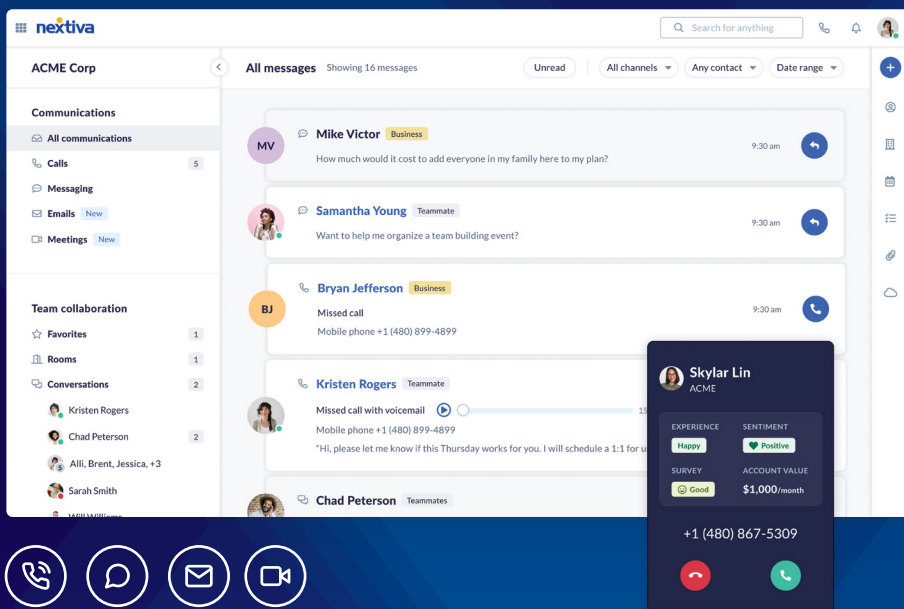 nextiva
Search for anything
ACME Corp
All messages Showing 16 messages
Unread
All channels
Any contact
Date range
Communications
All communications
Calls 5
Messaging
Emails New
Meetings New
Team collaboration
Favorites 1
Rooms 1
Conversations 2
Kristen Rogers
Chad Peterson 2
Alli, Brent, Jessica, +3
5
Sarah Smith
Will Williams
MV
Mike Victor Business
How much would it cost to add everyone in my family here to my plan?
9:30 am
Samantha Young Teammate
Want to help me organize a team building event?
9:30 am
BJ
Bryan Jefferson Business
Missed call
Mobile phone +1 (480) 899-4899
9:30 am
Kristen Rogers Teammate
Missed call with voicemail 15
Mobile phone +1 (480) 899-4899
"Hi, please let me know if this Thursday works for you. I will schedule a 1:1 for u
Chad Peterson Teammates
Skylar Lin
ACME
EXPERIENCE SENTIMENT
Happy Positive
SURVEY ACCOUNT VALUE
Good $1,000/month
+1 (480) 867-5309